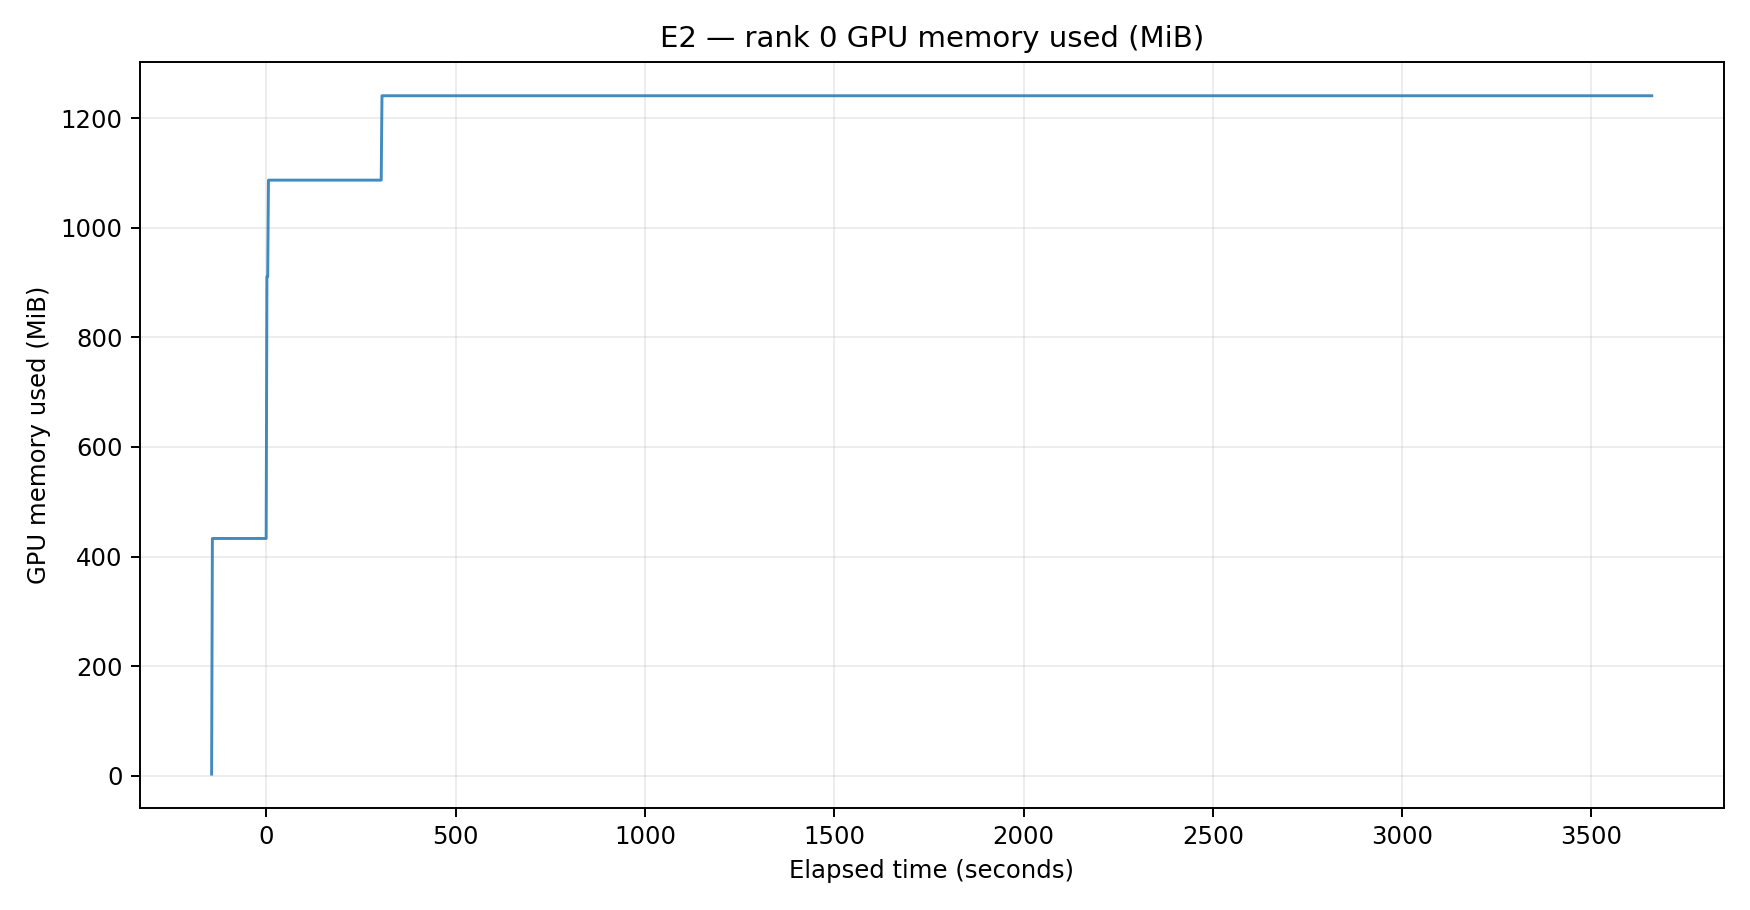 E2 — rank 0 GPU memory used (MiB)
GPU memory used (MiB)
1200
1000
800
600
400
200
0
0 500 1000 1500 2000 2500 3000 3500
Elapsed time (seconds)